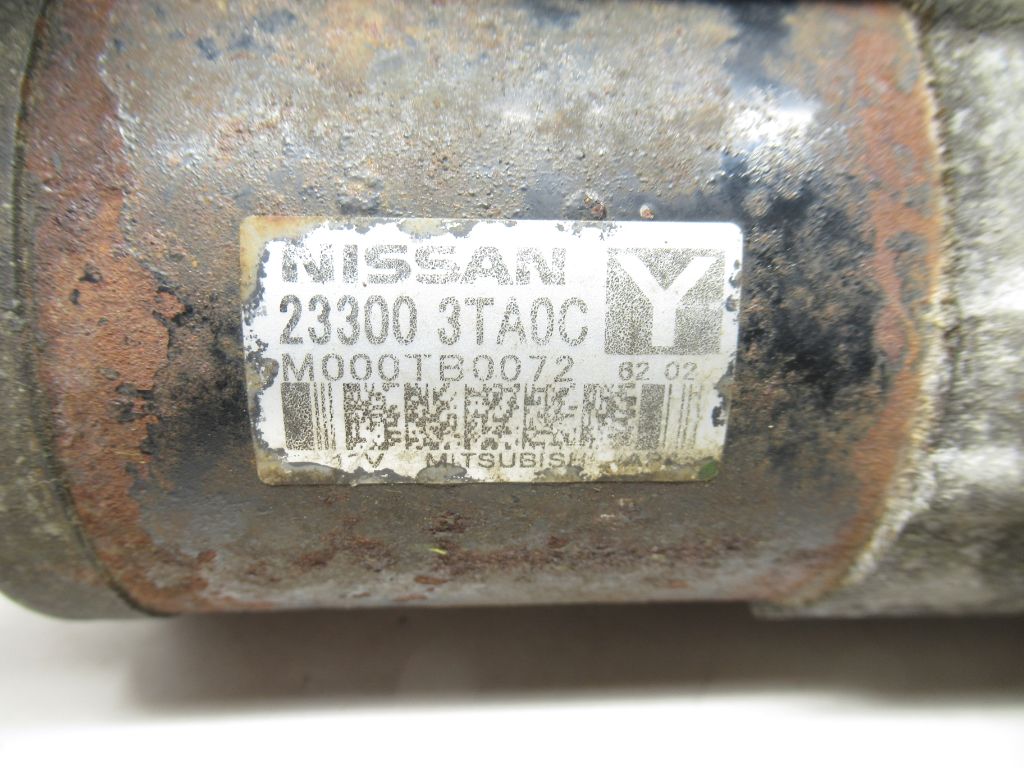 NISSAN Y
23300 3TA0C
M000TB0072 62 02
12V MITSUBISHI